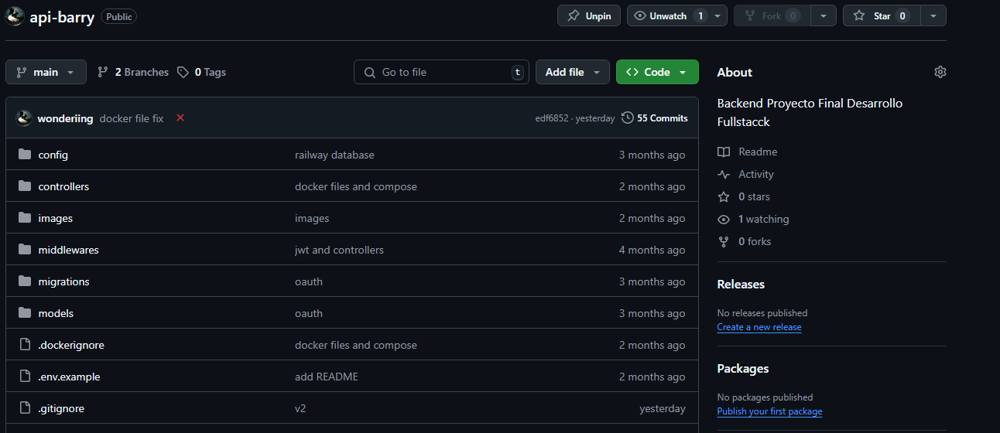 api-barry Public Unpin Unwatch 1 Fork 0 Star 0
main 2 Branches 0 Tags Go to file t Add file Code
wonderiing docker file fix edf6852 · yesterday 55 Commits
config railway database 3 months ago
controllers docker files and compose 2 months ago
images images 2 months ago
middlewares jwt and controllers 4 months ago
migrations oauth 3 months ago
models oauth 3 months ago
.dockerignore docker files and compose 2 months ago
.env.example add README 2 months ago
.gitignore v2 yesterday
About
Backend Proyecto Final Desarrollo
Fullstacck
Readme
Activity
0 stars
1 watching
0 forks
Releases
No releases published
Create a new release
Packages
No packages published
Publish your first package